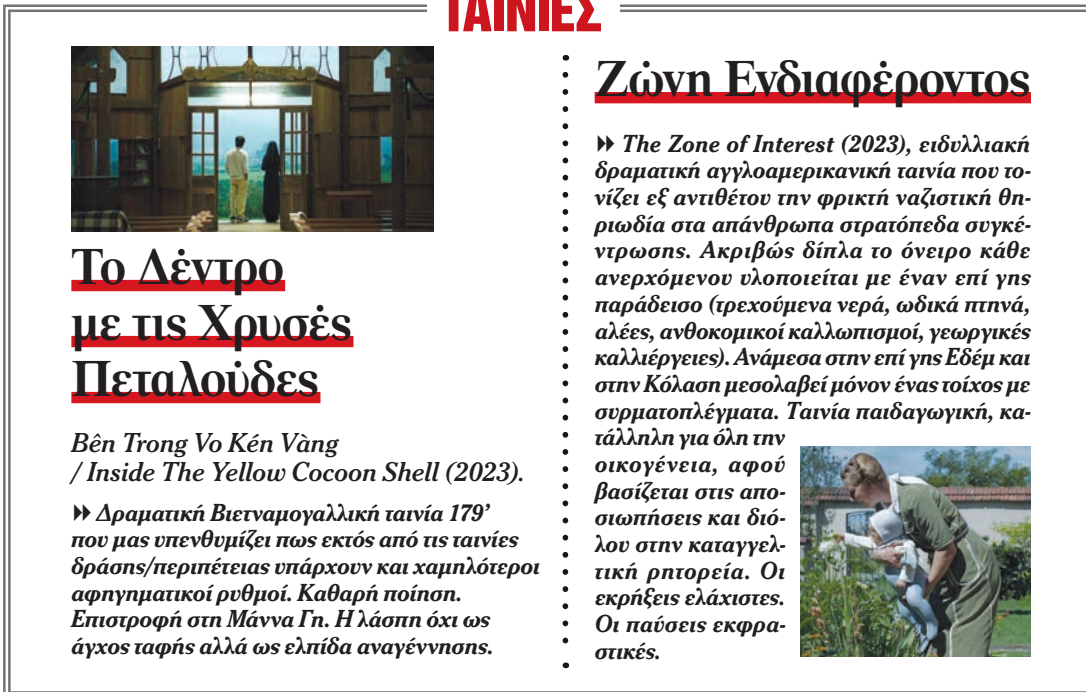 ΤΑΙΝΙΕΣ
Το Δέντρο
με τις Χρυσές
Πεταλούδες
Bên Trong Vo Kén Vàng
/ Inside The Yellow Cocoon Shell (2023).
Δραματική Βιετναμογαλλική ταινία 179’
που μας υπενθυμίζει πως εκτός από τις ταινίες
δράσης/περιπέτειας υπάρχουν και χαμηλότεροι
αφηγηματικοί ρυθμοί. Καθαρή ποίηση.
Επιστροφή στη Μάννα Γη. Η λάσπη όχι ως
άγχος ταφής αλλά ως ελπίδα αναγέννησης.
Ζώνη Ενδιαφέροντος
The Zone of Interest (2023), ειδυλλιακή
δραματική αγγλοαμερικανική ταινία που το-
νίζει εξ αντιθέτου την φρικτή ναζιστική θη-
ριωδία στα απάνθρωπα στρατόπεδα συγκέ-
ντρωσης. Ακριβώς δίπλα το όνειρο κάθε
ανερχόμενου υλοποιείται με έναν επί γης
παράδεισο (τρεχούμενα νερά, ωδικά πτηνά,
αλέες, ανθοκομικοί καλλωπισμοί, γεωργικές
καλλιέργειες). Ανάμεσα στην επί γης Εδέμ και
στην Κόλαση μεσολαβεί μόνον ένας τοίχος με
συρματοπλέγματα. Ταινία παιδαγωγική, κα-
τάλληλη για όλη την
οικογένεια, αφού
βασίζεται στις απο-
σιωπήσεις και διό-
λου στην καταγγελ-
τική ρητορεία. Οι
εκρήξεις ελάχιστες.
Οι παύσεις εκφρα-
στικές.